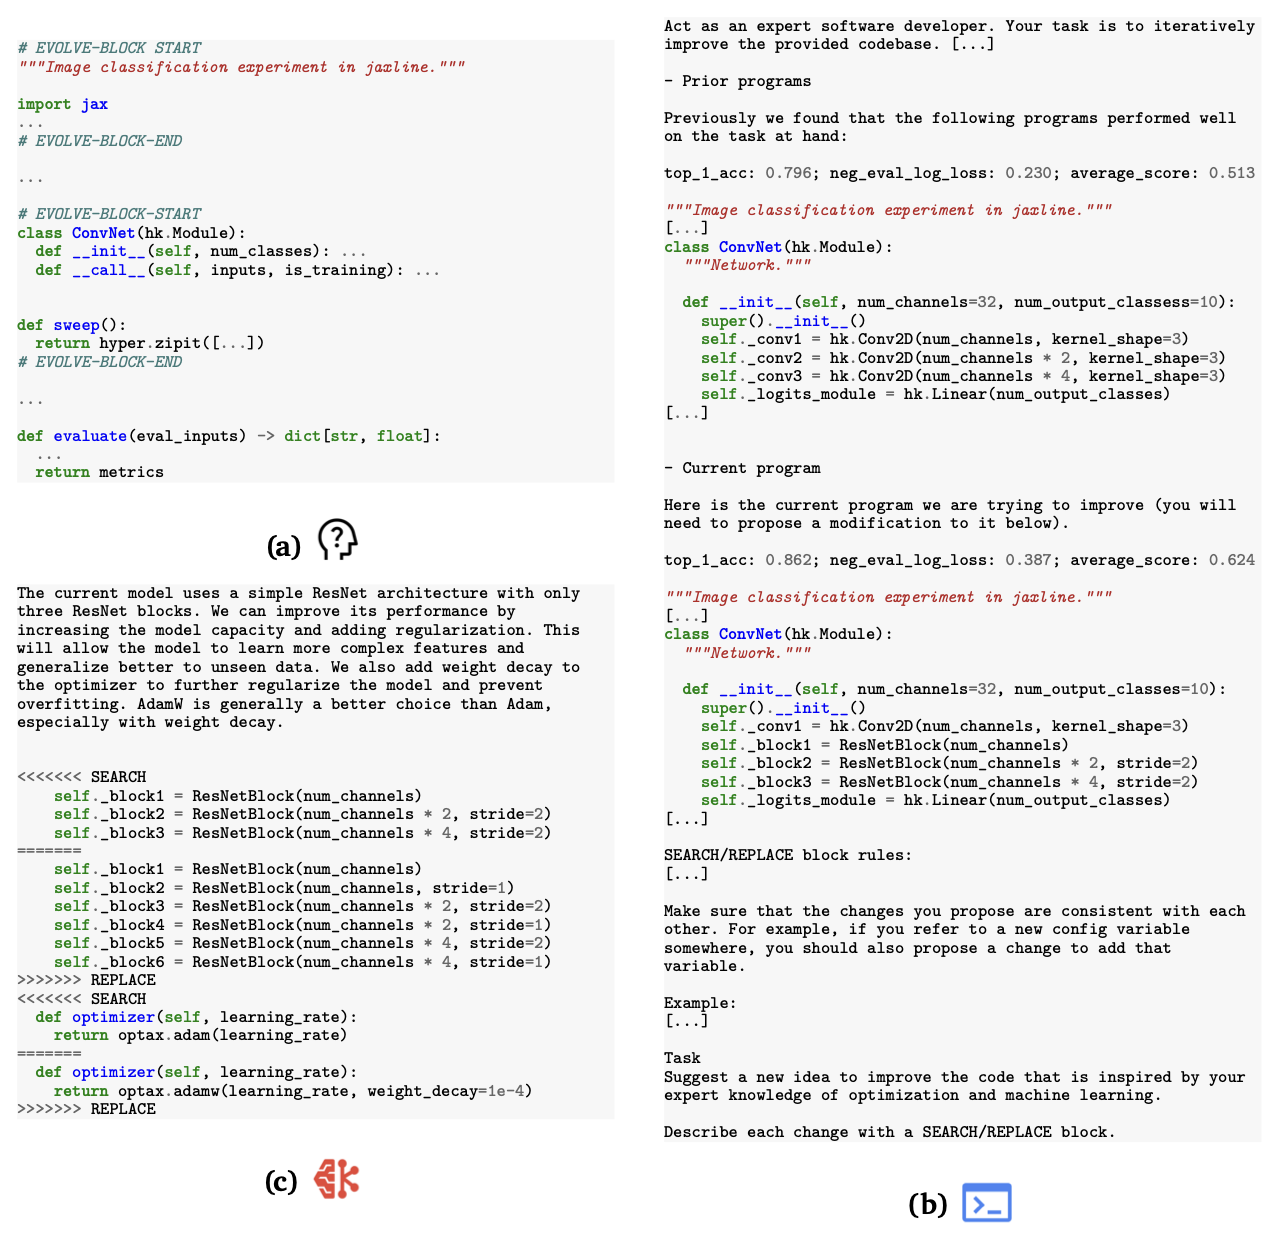 # EVOLVE-BLOCK START
"""Image classification experiment in jaxline."""
import jax
...
# EVOLVE-BLOCK-END
...
# EVOLVE-BLOCK-START
class ConvNet(hk.Module):
  def __init__(self, num_classes): ...
  def __call__(self, inputs, is_training): ...
def sweep():
  return hyper.zipit([...])
# EVOLVE-BLOCK-END
...
def evaluate(eval_inputs) -> dict[str, float]:
  ...
  return metrics
(a)
Act as an expert software developer. Your task is to iteratively
improve the provided codebase. [...]
- Prior programs
Previously we found that the following programs performed well
on the task at hand:
top_1_acc: 0.796; neg_eval_log_loss: 0.230; average_score: 0.513
"""Image classification experiment in jaxline."""
[...]
class ConvNet(hk.Module):
  """Network."""
  def __init__(self, num_channels=32, num_output_classess=10):
    super().__init__()
    self._conv1 = hk.Conv2D(num_channels, kernel_shape=3)
    self._conv2 = hk.Conv2D(num_channels * 2, kernel_shape=3)
    self._conv3 = hk.Conv2D(num_channels * 4, kernel_shape=3)
    self._logits_module = hk.Linear(num_output_classes)
[...]
- Current program
Here is the current program we are trying to improve (you will
need to propose a modification to it below).
top_1_acc: 0.862; neg_eval_log_loss: 0.387; average_score: 0.624
"""Image classification experiment in jaxline."""
[...]
class ConvNet(hk.Module):
  """Network."""
  def __init__(self, num_channels=32, num_output_classes=10):
    super().__init__()
    self._conv1 = hk.Conv2D(num_channels, kernel_shape=3)
    self._block1 = ResNetBlock(num_channels)
    self._block2 = ResNetBlock(num_channels * 2, stride=2)
    self._block3 = ResNetBlock(num_channels * 4, stride=2)
    self._logits_module = hk.Linear(num_output_classes)
[...]
SEARCH/REPLACE block rules:
[...]
Make sure that the changes you propose are consistent with each
other. For example, if you refer to a new config variable
somewhere, you should also propose a change to add that
variable.
Example:
[...]
Task
Suggest a new idea to improve the code that is inspired by your
expert knowledge of optimization and machine learning.
Describe each change with a SEARCH/REPLACE block.
(b)
The current model uses a simple ResNet architecture with only
three ResNet blocks. We can improve its performance by
increasing the model capacity and adding regularization. This
will allow the model to learn more complex features and
generalize better to unseen data. We also add weight decay to
the optimizer to further regularize the model and prevent
overfitting. AdamW is generally a better choice than Adam,
especially with weight decay.
<<<<<<< SEARCH
    self._block1 = ResNetBlock(num_channels)
    self._block2 = ResNetBlock(num_channels * 2, stride=2)
    self._block3 = ResNetBlock(num_channels * 4, stride=2)
=======
    self._block1 = ResNetBlock(num_channels)
    self._block2 = ResNetBlock(num_channels, stride=1)
    self._block3 = ResNetBlock(num_channels * 2, stride=2)
    self._block4 = ResNetBlock(num_channels * 2, stride=1)
    self._block5 = ResNetBlock(num_channels * 4, stride=2)
    self._block6 = ResNetBlock(num_channels * 4, stride=1)
>>>>>>> REPLACE
<<<<<<< SEARCH
  def optimizer(self, learning_rate):
    return optax.adam(learning_rate)
=======
  def optimizer(self, learning_rate):
    return optax.adamw(learning_rate, weight_decay=1e-4)
>>>>>>> REPLACE
(c)